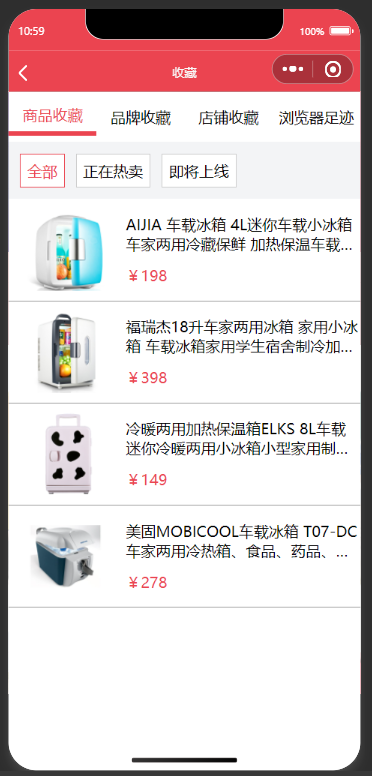 10:59
100%
收藏
商品收藏 品牌收藏 店铺收藏 浏览器足迹
全部 正在热卖 即将上线
AIJIA 车载冰箱 4L迷你车载小冰箱
车家两用冷藏保鲜 加热保温车载...
￥198
福瑞杰18升车家两用冰箱 家用小冰
箱 车载冰箱家用学生宿舍制冷加...
￥398
冷暖两用加热保温箱ELKS 8L车载
迷你冷暖两用小冰箱小型家用制...
￥149
美固MOBICOOL车载冰箱 T07-DC
车家两用冷热箱、食品、药品、...
￥278